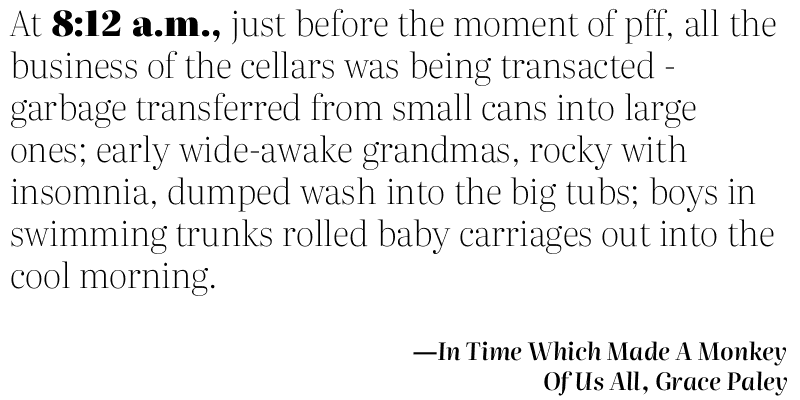 At 8:12 a.m., just before the moment of pff, all the
business of the cellars was being transacted -
garbage transferred from small cans into large
ones; early wide-awake grandmas, rocky with
insomnia, dumped wash into the big tubs; boys in
swimming trunks rolled baby carriages out into the
cool morning.
—In Time Which Made A Monkey
Of Us All, Grace Paley